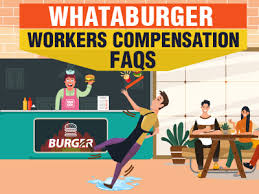 WHATABURGER
WORKERS COMPENSATION
FAQS
BURGER